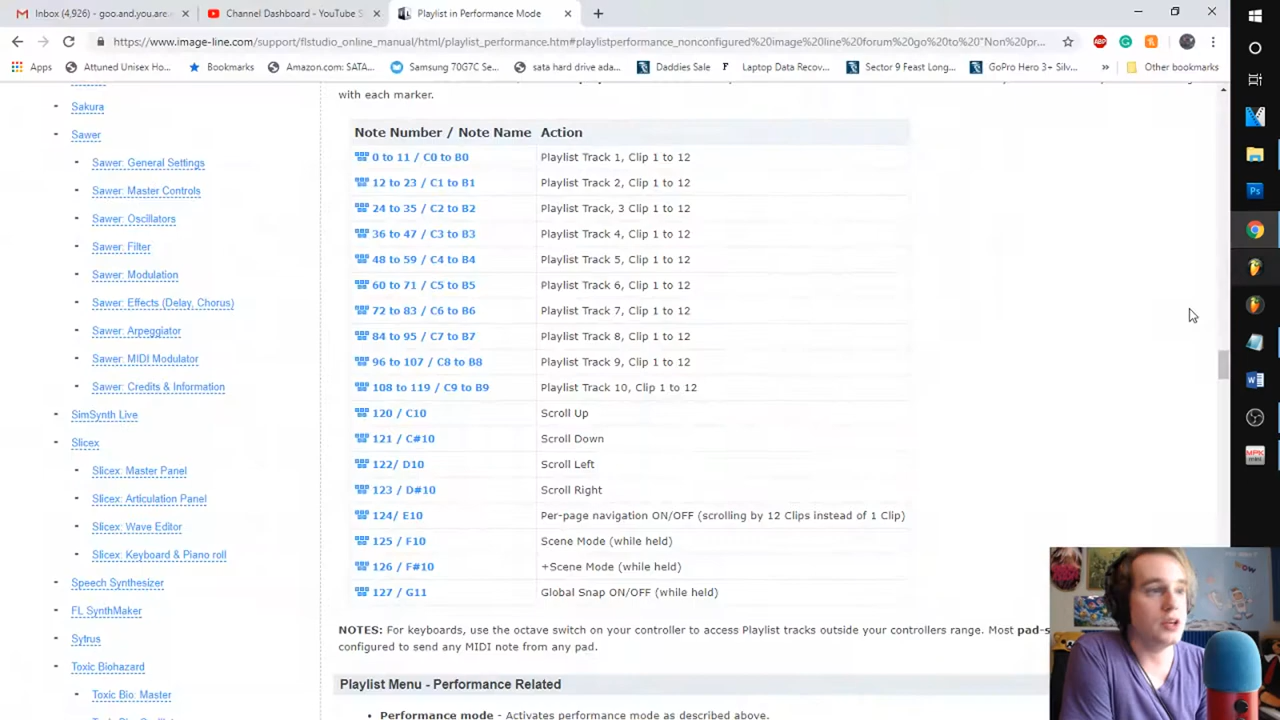 Inbox (4,926) - goo.and.you.are
Channel Dashboard - YouTube S
Playlist in Performance Mode
https://www.image-line.com/support/flstudio_online_manual/html/playlist_performance.htm#playlistperformance_nonconfigured%20image%20line%20forum%20go%20to%20"Non%20pr...
Apps
Attuned Unisex Ho...
Bookmarks
Amazon.com: SATA...
Samsung 70G7C Se...
sata hard drive ada...
Daddies Sale
Laptop Data Recov...
Sector 9 Feast Long...
GoPro Hero 3+ Silv...
»
Other bookmarks
with each marker.
Sakura
Sawer
Sawer: General Settings
Sawer: Master Controls
Sawer: Oscillators
Sawer: Filter
Sawer: Modulation
Sawer: Effects (Delay, Chorus)
Sawer: Arpeggiator
Sawer: MIDI Modulator
Sawer: Credits & Information
SimSynth Live
Slicex
Slicex: Master Panel
Slicex: Articulation Panel
Slicex: Wave Editor
Slicex: Keyboard & Piano roll
Speech Synthesizer
FL SynthMaker
Sytrus
Toxic Biohazard
Toxic Bio: Master
Note Number / Note Name Action
0 to 11 / C0 to B0 Playlist Track 1, Clip 1 to 12
12 to 23 / C1 to B1 Playlist Track 2, Clip 1 to 12
24 to 35 / C2 to B2 Playlist Track, 3 Clip 1 to 12
36 to 47 / C3 to B3 Playlist Track 4, Clip 1 to 12
48 to 59 / C4 to B4 Playlist Track 5, Clip 1 to 12
60 to 71 / C5 to B5 Playlist Track 6, Clip 1 to 12
72 to 83 / C6 to B6 Playlist Track 7, Clip 1 to 12
84 to 95 / C7 to B7 Playlist Track 8, Clip 1 to 12
96 to 107 / C8 to B8 Playlist Track 9, Clip 1 to 12
108 to 119 / C9 to B9 Playlist Track 10, Clip 1 to 12
120 / C10 Scroll Up
121 / C#10 Scroll Down
122/ D10 Scroll Left
123 / D#10 Scroll Right
124/ E10 Per-page navigation ON/OFF (scrolling by 12 Clips instead of 1 Clip)
125 / F10 Scene Mode (while held)
126 / F#10 +Scene Mode (while held)
127 / G11 Global Snap ON/OFF (while held)
NOTES: For keyboards, use the octave switch on your controller to access Playlist tracks outside your controllers range. Most pad-s
configured to send any MIDI note from any pad.
Playlist Menu - Performance Related
Performance mode - Activates performance mode as described above.